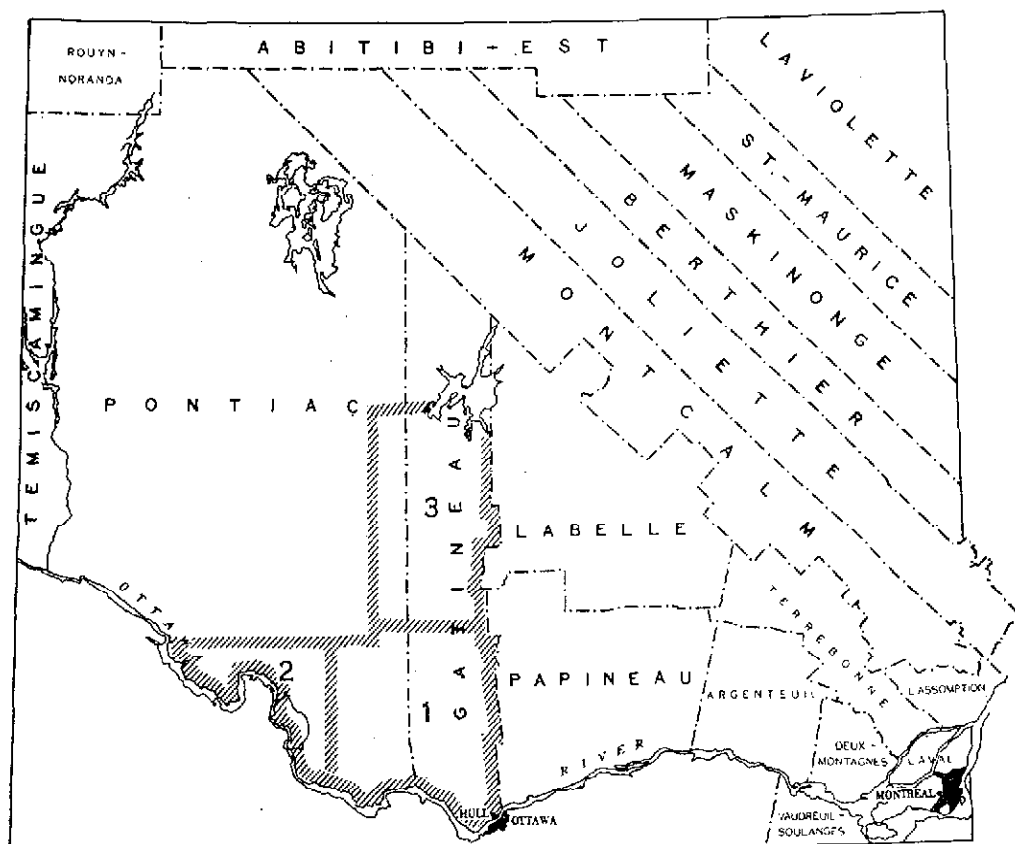 ROUYN-
NORANDA
ABITIBI-EST
LAVIOLETTE
ST.-MAURICE
MASKINONGE
BERTHIER
JOLIETTE
MONTCALM
TEMISCAMINGUE
PONTIAC
GATINEAU
3
LABELLE
OTTAWA
2
1
PAPINEAU
TERREBONNE
ARGENTEUIL
L'ASSOMPTION
RIVER
DEUX-
MONTAGNES
LAVAL
MONTREAL
HULL
OTTAWA
VAUDREUIL-
SOULANGES